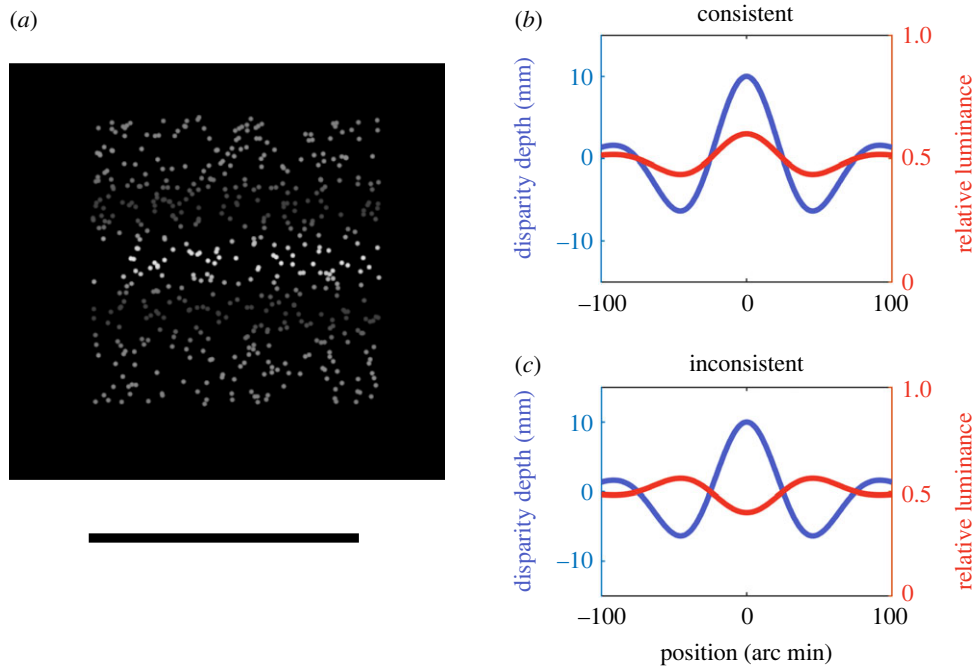 (a)
(b)
consistent
disparity depth (mm)
10
0
–10
1.0
0.5
0
relative luminance
–100
0
100
(c)
inconsistent
disparity depth (mm)
10
0
–10
1.0
0.5
0
relative luminance
–100
0
100
position (arc min)